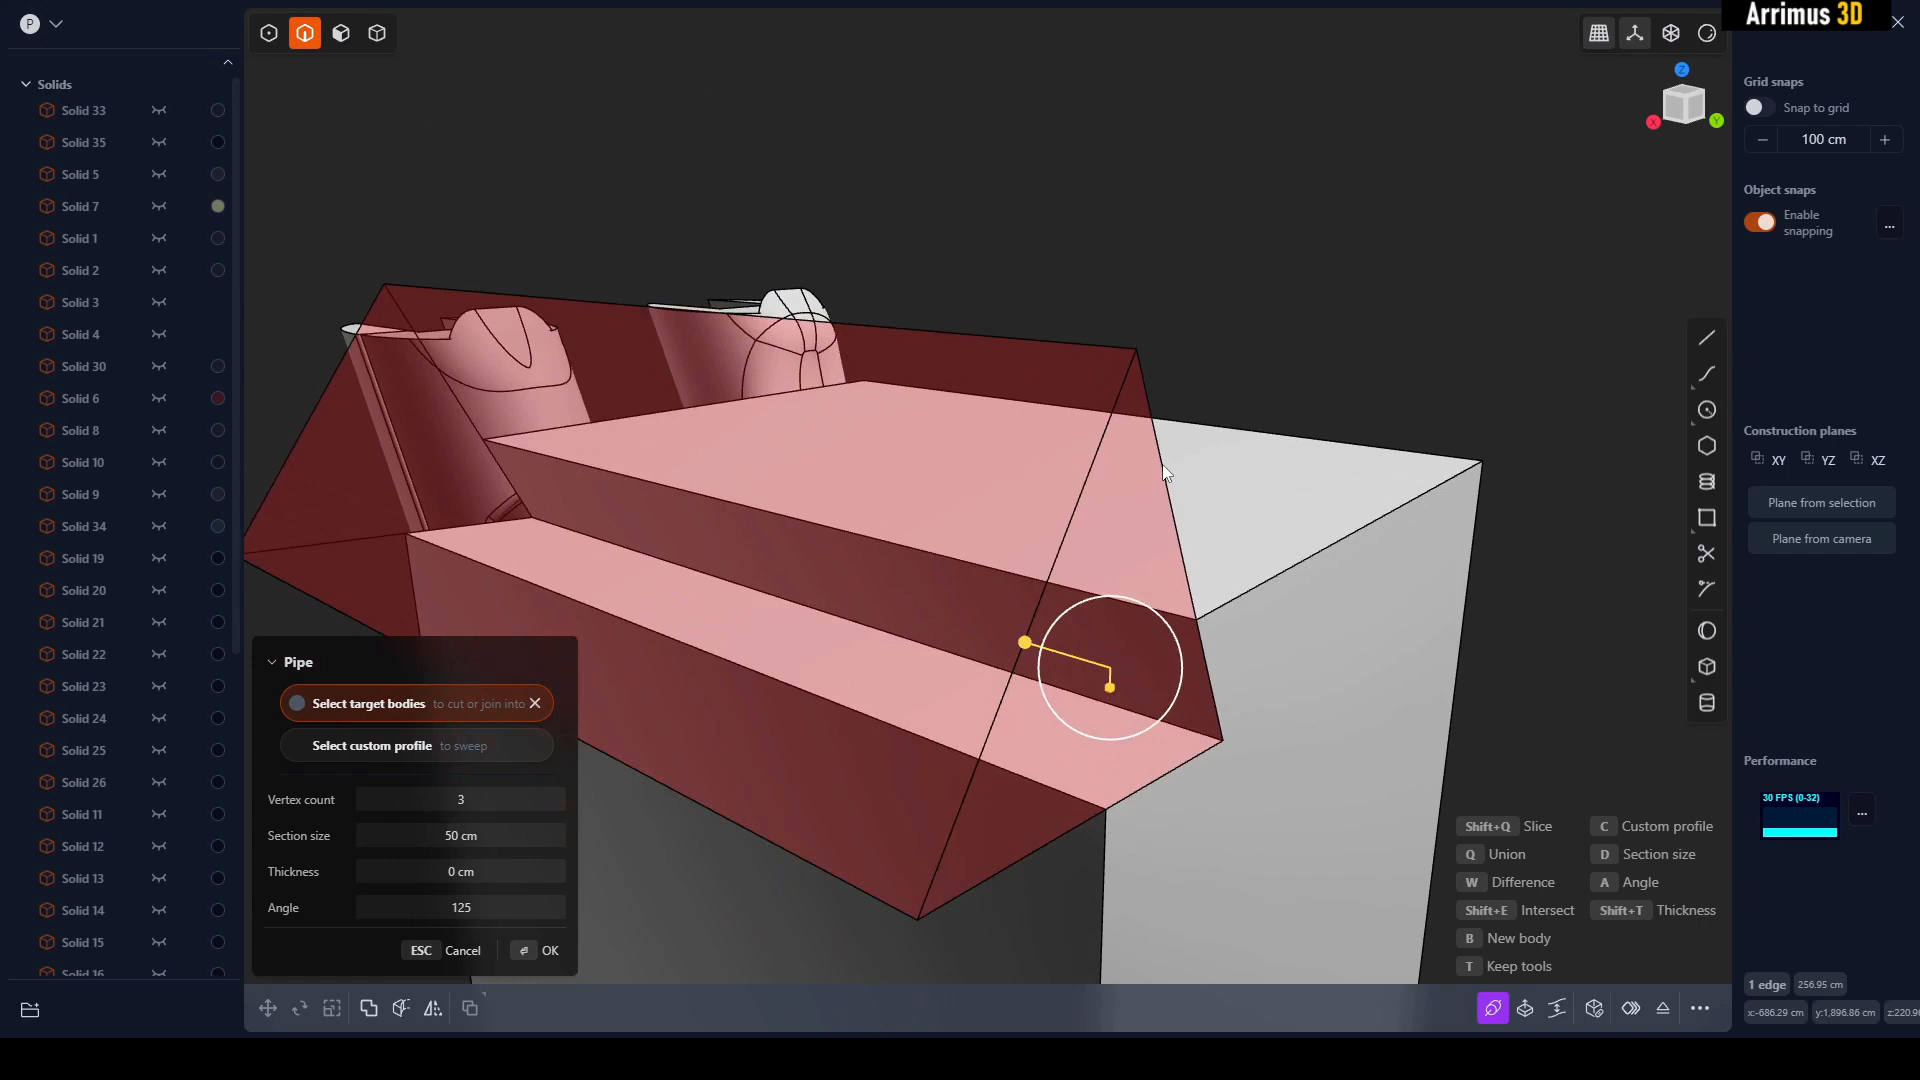 P
Arrimus 3D
Solids
Solid 33
Solid 35
Solid 5
Solid 7
Solid 1
Solid 2
Solid 3
Solid 4
Solid 30
Solid 6
Solid 8
Solid 10
Solid 9
Solid 34
Solid 19
Solid 20
Solid 21
Solid 22
Solid 23
Solid 24
Solid 25
Solid 26
Solid 11
Solid 12
Solid 13
Solid 14
Solid 15
Solid 16
Z
X
Y
Pipe
Select target bodies to cut or join into
Select custom profile to sweep
Vertex count 3
Section size 50 cm
Thickness 0 cm
Angle 125
ESC Cancel
OK
Shift+Q Slice
C Custom profile
Q Union
D Section size
W Difference
A Angle
Shift+E Intersect
Shift+T Thickness
B New body
T Keep tools
Grid snaps
Snap to grid
100 cm
Object snaps
Enable
snapping
...
Construction planes
XY YZ XZ
Plane from selection
Plane from camera
Performance
30 FPS (0-32)
...
1 edge 256.95 cm
x:-686.29 cm y:1,896.86 cm z:220.96